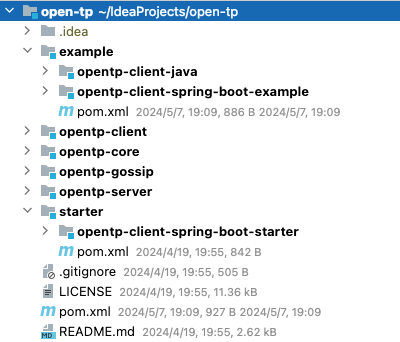 open-tp ~/IdeaProjects/open-tp
.idea
example
opentp-client-java
opentp-client-spring-boot-example
pom.xml 2024/5/7, 19:09, 886 B 2024/5/7, 19:09
opentp-client
opentp-core
opentp-gossip
opentp-server
starter
opentp-client-spring-boot-starter
pom.xml 2024/4/19, 19:55, 842 B
.gitignore 2024/4/19, 19:55, 505 B
LICENSE 2024/4/19, 19:55, 11.36 kB
pom.xml 2024/5/7, 19:09, 927 B 2024/5/7, 19:09
README.md 2024/4/19, 19:55, 2.62 kB